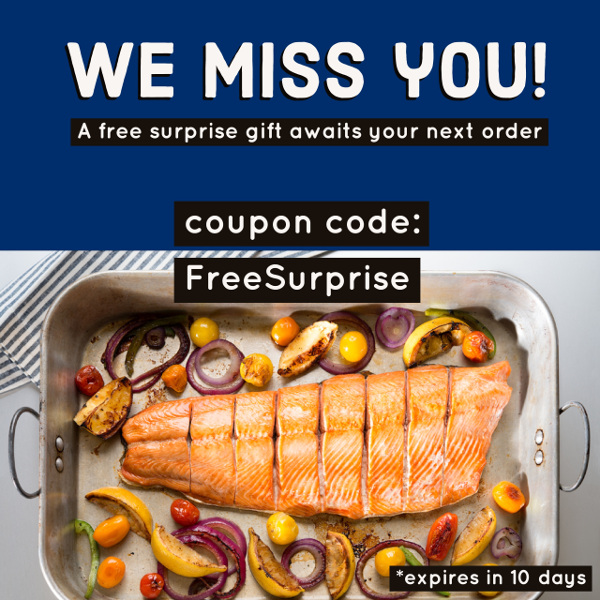 WE MISS YOU!
A free surprise gift awaits your next order
coupon code:
FreeSurprise
*expires in 10 days